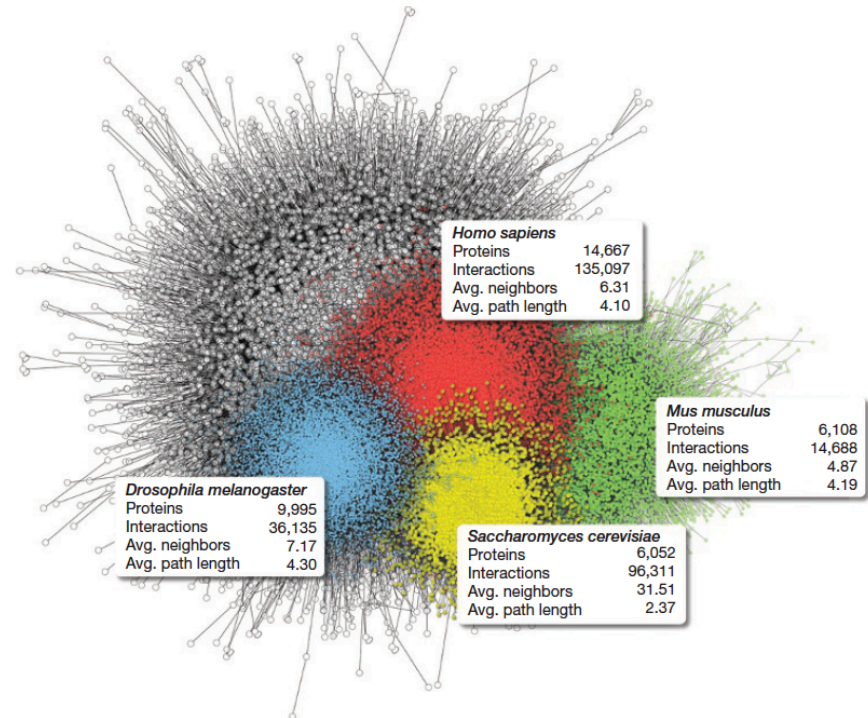 Homo sapiens
Proteins 14,667
Interactions 135,097
Avg. neighbors 6.31
Avg. path length 4.10
Mus musculus
Proteins 6,108
Interactions 14,688
Avg. neighbors 4.87
Avg. path length 4.19
Drosophila melanogaster
Proteins 9,995
Interactions 36,135
Avg. neighbors 7.17
Avg. path length 4.30
Saccharomyces cerevisiae
Proteins 6,052
Interactions 96,311
Avg. neighbors 31.51
Avg. path length 2.37